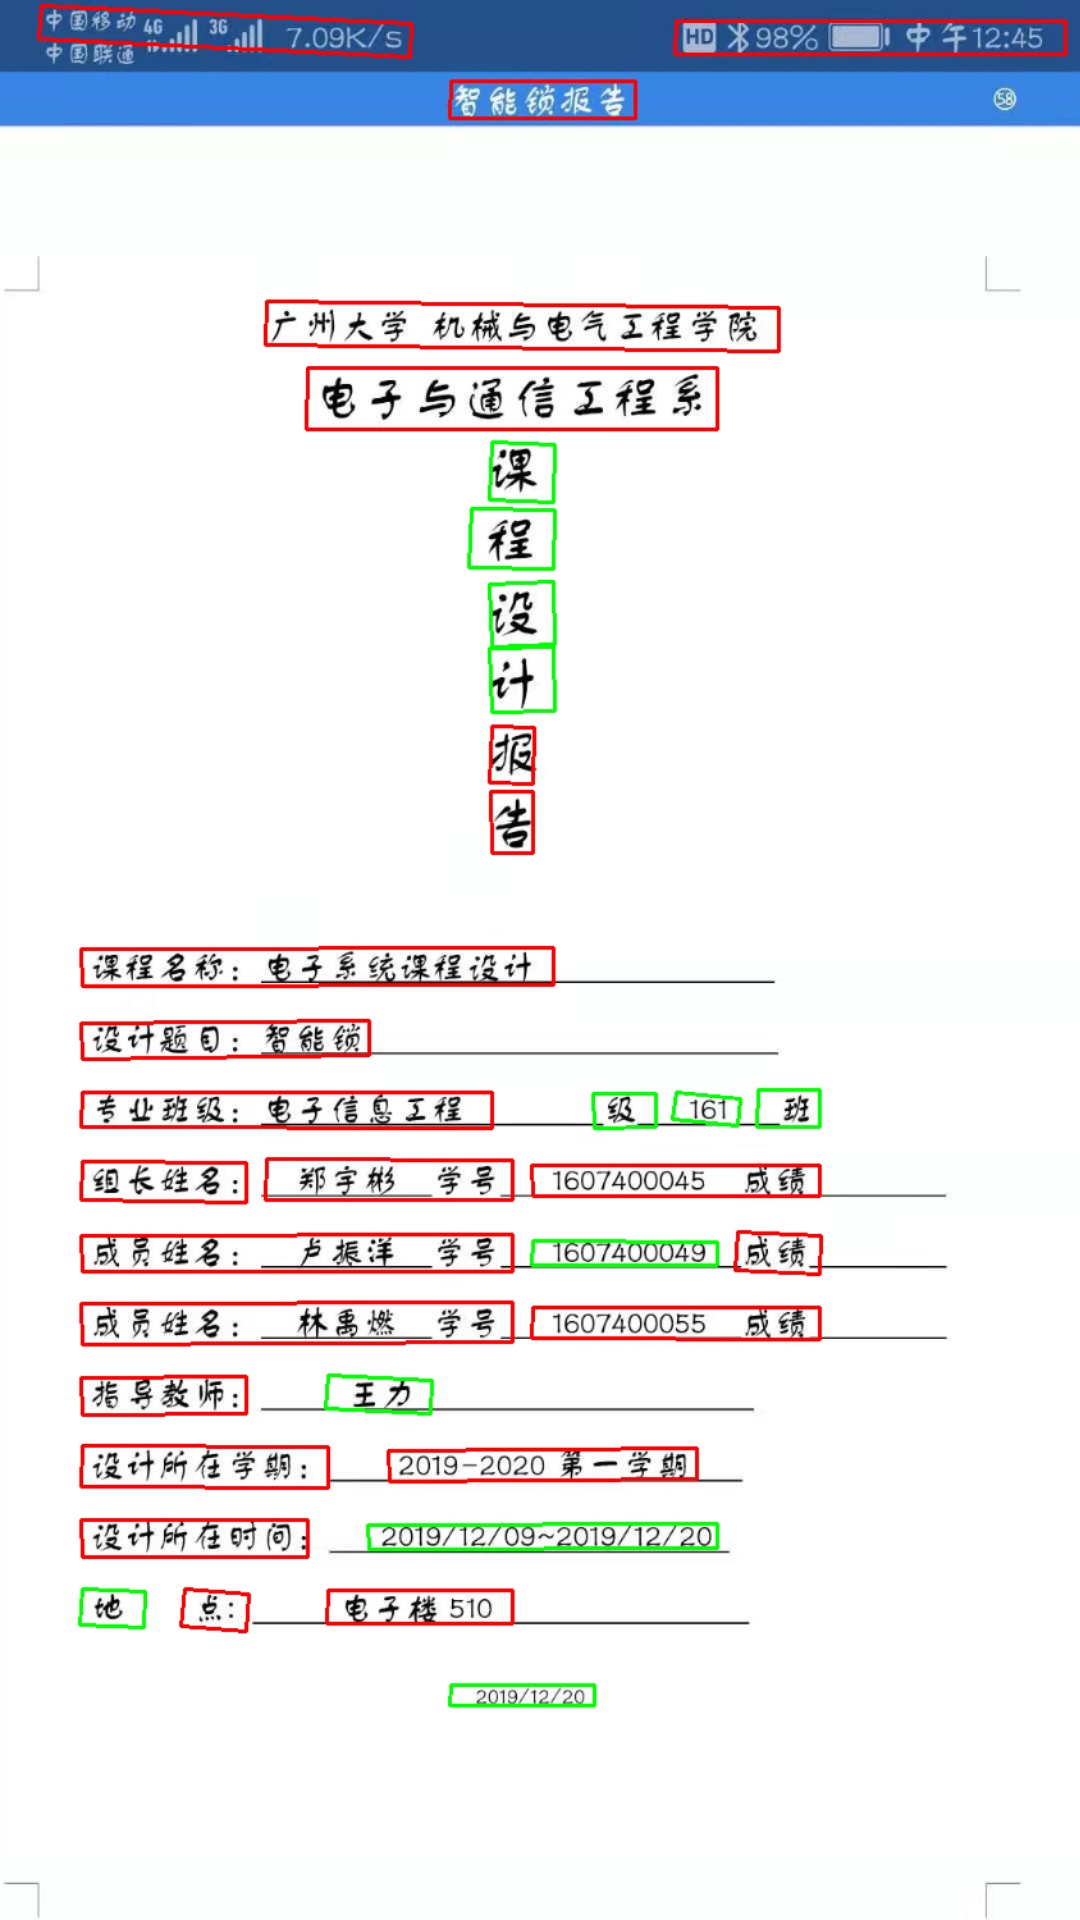 中国移动 4G 3G 7.09K/s HD 98% 中午12:45
中国联通
智能锁报告 58
广州大学 机械与电气工程学院
电子与通信工程系
课
程
设
计
报
告
课程名称：电子系统课程设计
设计题目：智能锁
专业班级：电子信息工程 级 161 班
组长姓名：郑宇彬 学号 1607400045 成绩
成员姓名：卢振洋 学号 1607400049 成绩
成员姓名：林禹燃 学号 1607400055 成绩
指导教师： 王力
设计所在学期： 2019-2020 第一学期
设计所在时间： 2019/12/09~2019/12/20
地 点： 电子楼 510
2019/12/20